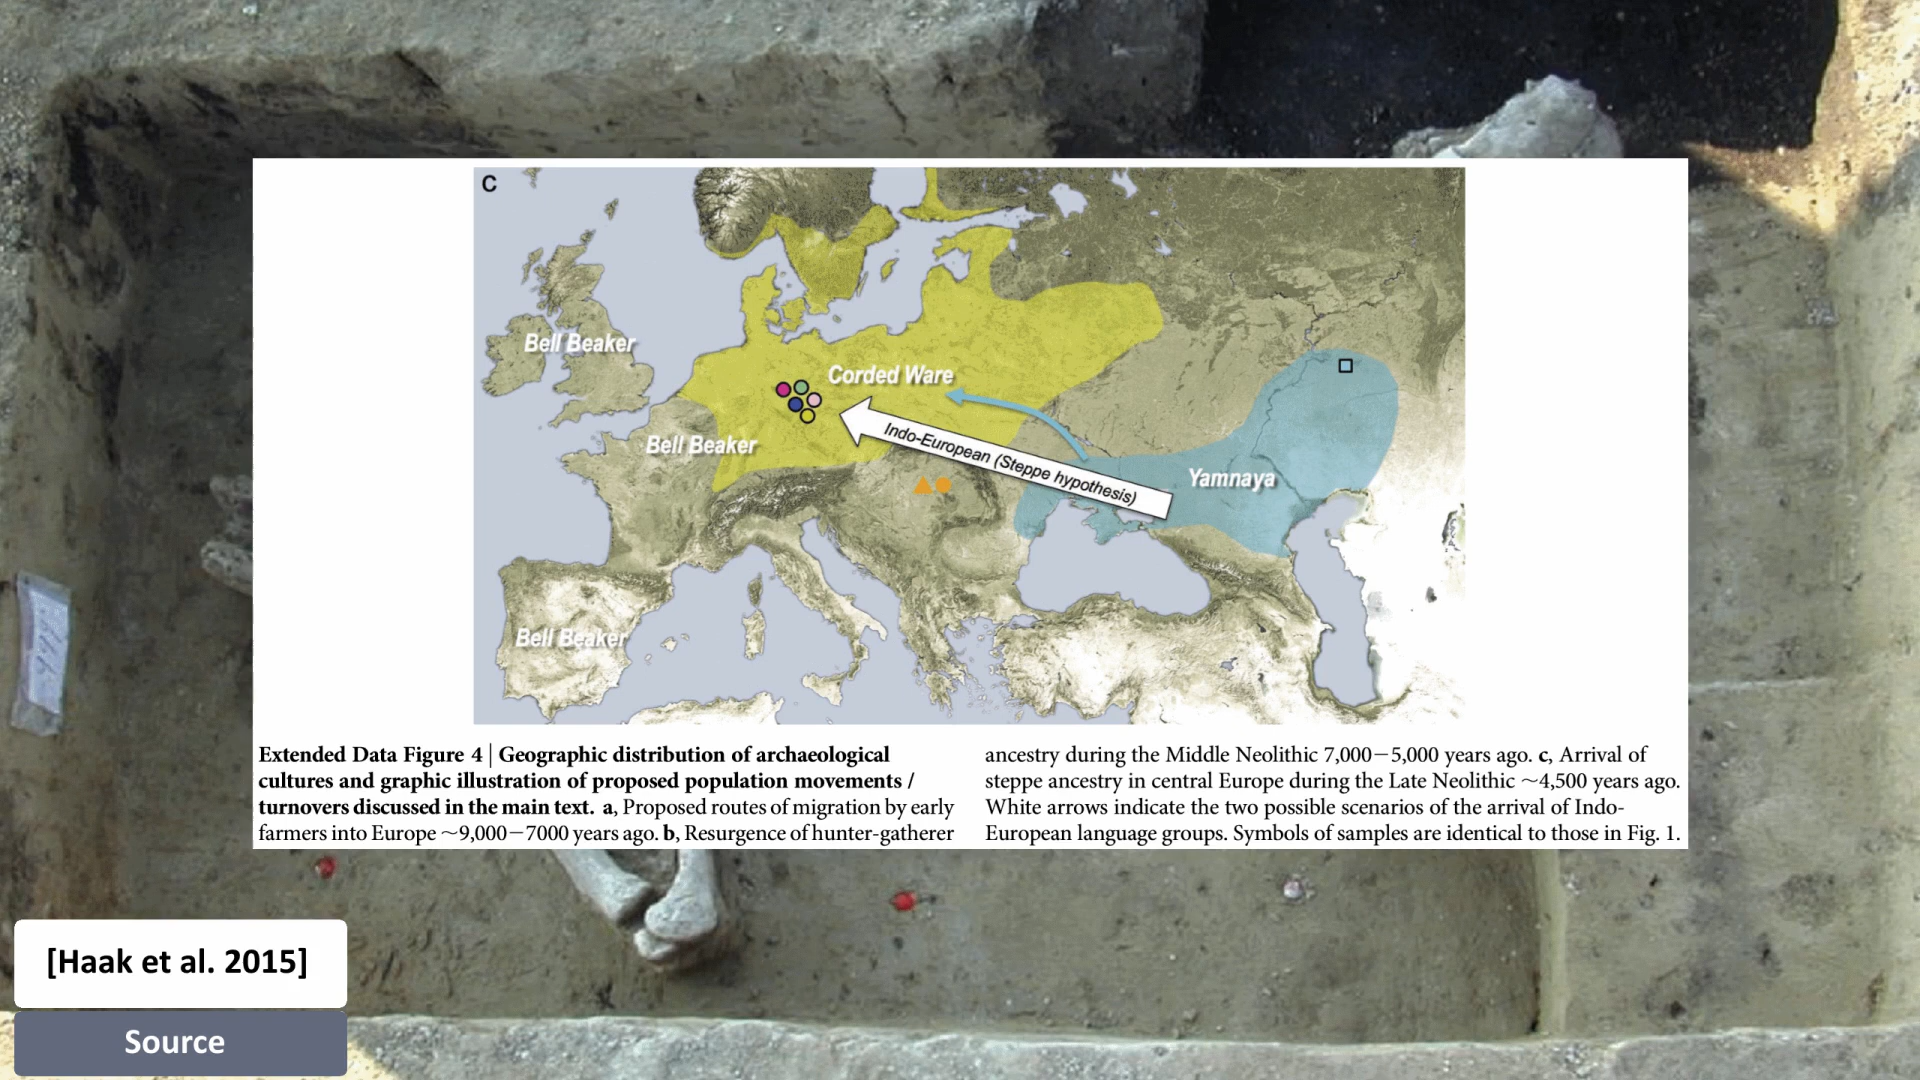 C
Bell Beaker
Corded Ware
Bell Beaker
Indo-European (Steppe hypothesis)
Yamnaya
Bell Beaker
Extended Data Figure 4 | Geographic distribution of archaeological
cultures and graphic illustration of proposed population movements /
turnovers discussed in the main text. a, Proposed routes of migration by early
farmers into Europe ~9,000−7000 years ago. b, Resurgence of hunter-gatherer
ancestry during the Middle Neolithic 7,000−5,000 years ago. c, Arrival of
steppe ancestry in central Europe during the Late Neolithic ~4,500 years ago.
White arrows indicate the two possible scenarios of the arrival of Indo-
European language groups. Symbols of samples are identical to those in Fig. 1.
[Haak et al. 2015]
Source